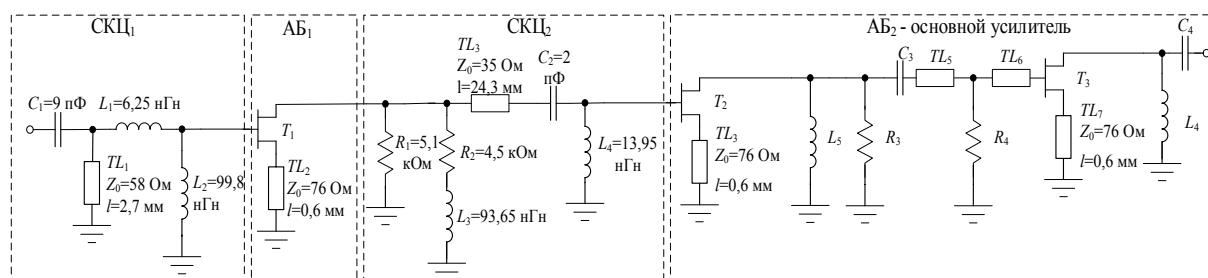 СКЦ₁
АБ₁
СКЦ₂
АБ₂ - основной усилитель
C₁=9 пФ
L₁=6,25 нГн
TL₁
Z₀=58 Ом
l=2,7 мм
L₂=99,8
нГн
T₁
TL₂
Z₀=76 Ом
l=0,6 мм
R₁=5,1
кОм
R₂=4,5 кОм
L₃=93,65 нГн
TL₃
Z₀=35 Ом
l=24,3 мм
C₂=2
пФ
L₄=13,95
нГн
T₂
TL₃
Z₀=76 Ом
l=0,6 мм
L₅
R₃
C₃
TL₅
TL₆
R₄
T₃
TL₇
Z₀=76 Ом
l=0,6 мм
C₄
L₄